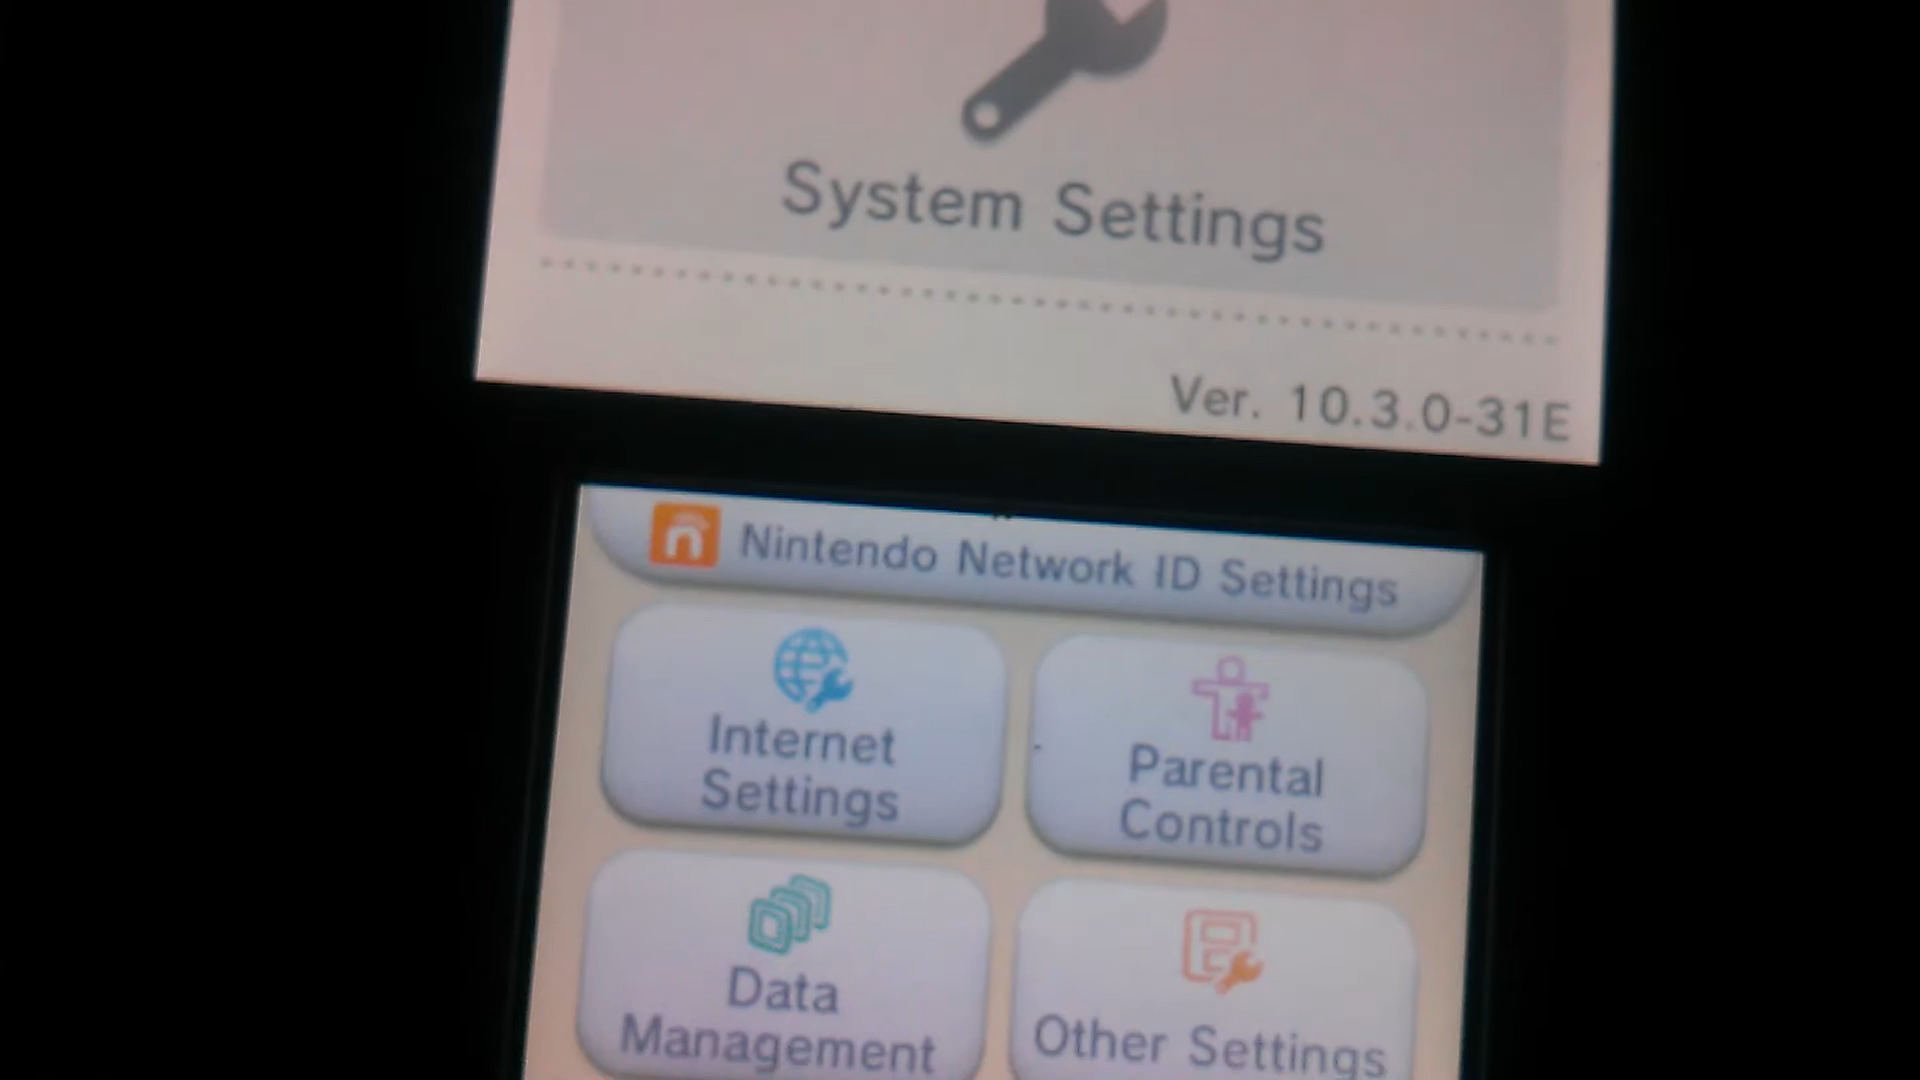 System Settings
Ver. 10.3.0-31E
Nintendo Network ID Settings
Internet
Settings
Parental
Controls
Data
Management
Other Settings